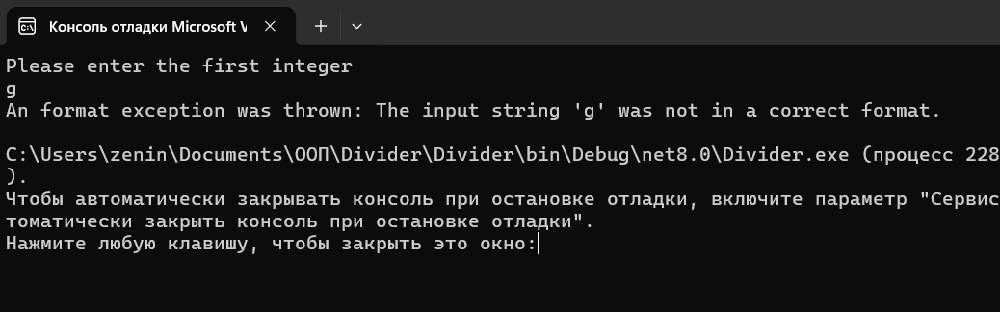 Консоль отладки Microsoft V
Please enter the first integer
g
An format exception was thrown: The input string 'g' was not in a correct format.
C:\Users\zenin\Documents\ООП\Divider\Divider\bin\Debug\net8.0\Divider.exe (процесс 228
).
Чтобы автоматически закрывать консоль при остановке отладки, включите параметр "Сервис
томатически закрыть консоль при остановке отладки".
Нажмите любую клавишу, чтобы закрыть это окно: